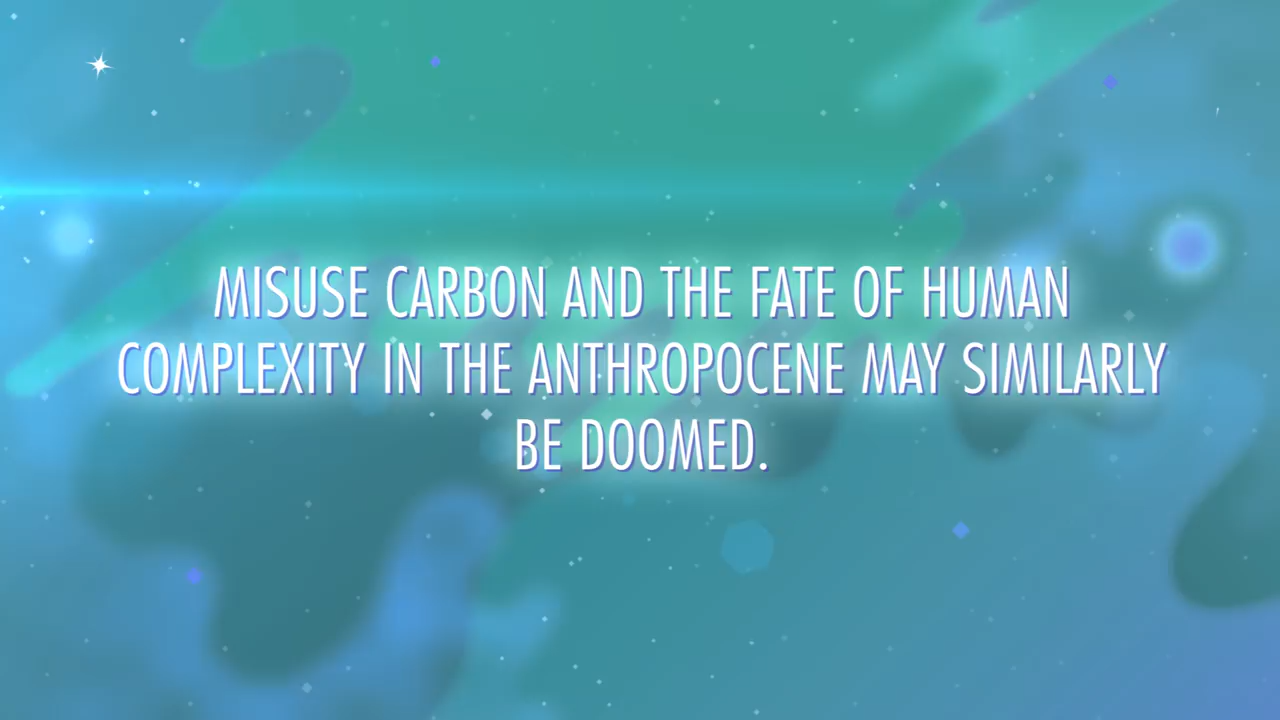 MISUSE CARBON AND THE FATE OF HUMAN
COMPLEXITY IN THE ANTHROPOCENE MAY SIMILARLY
BE DOOMED.